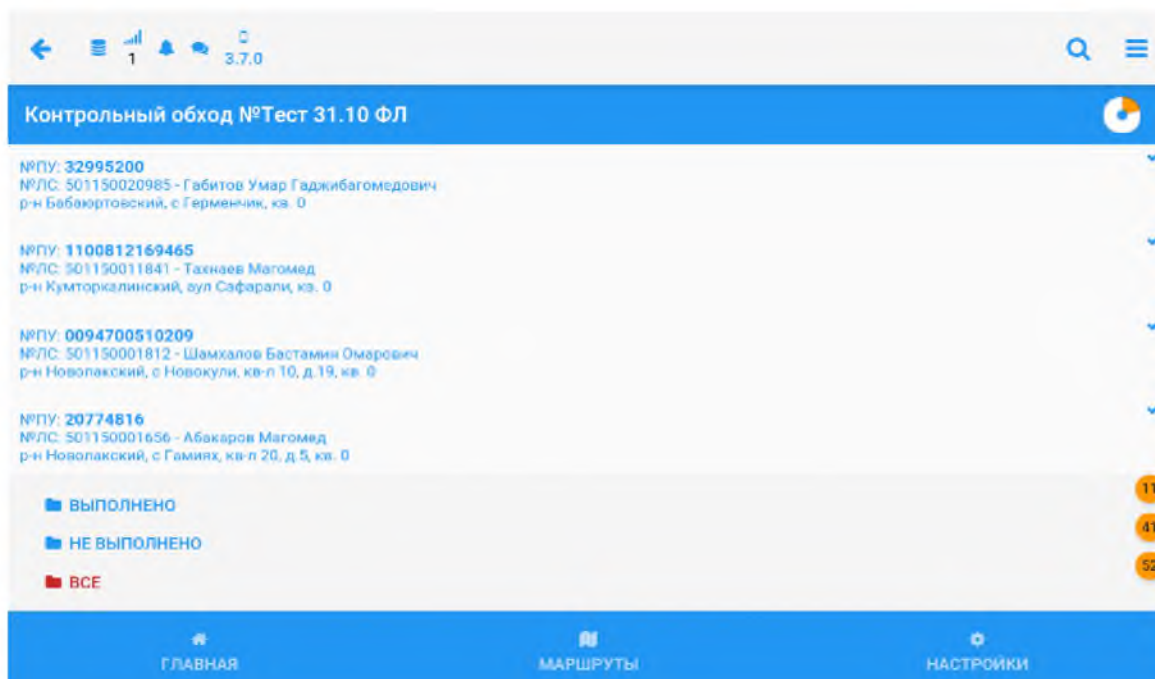 1
3.7.0
Контрольный обход №Тест 31.10 ФЛ
№ПУ: 32995200
№ЛС: 501150020985 - Габитов Умар Гаджибагомедович
р-н Бабаюртовский, с Герменчик, кв. 0
№ПУ: 1100812169465
№ЛС: 501150011841 - Тахнаев Магомед
р-н Кумторкалинский, аул Сафарали, кв. 0
№ПУ: 0094700510209
№ЛС: 501150001812 - Шамхалов Бастамин Омарович
р-н Новолакский, с Новокули, кв-л 10, д.19, кв. 0
№ПУ: 20774816
№ЛС: 501150001656 - Абакаров Магомед
р-н Новолакский, с Гамиях, кв-л 20, д.5, кв. 0
ВЫПОЛНЕНО 11
НЕ ВЫПОЛНЕНО 41
ВСЕ 52
ГЛАВНАЯ МАРШРУТЫ НАСТРОЙКИ